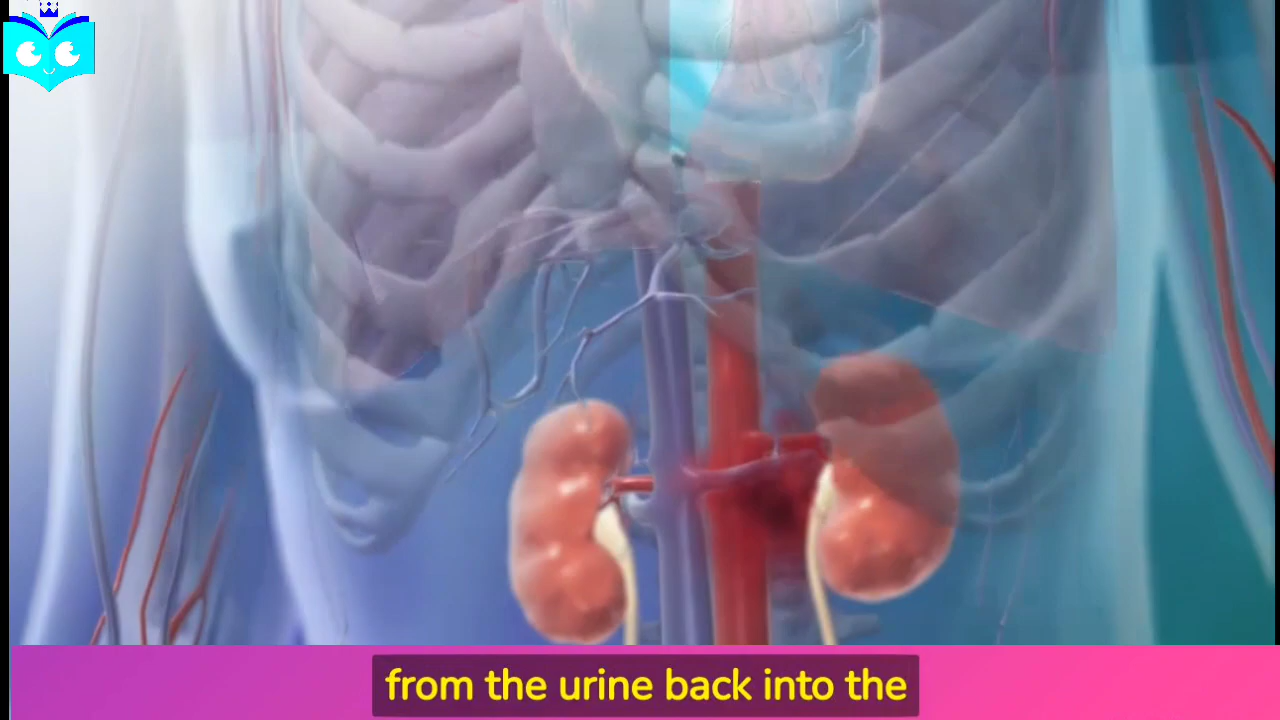 from the urine back into the